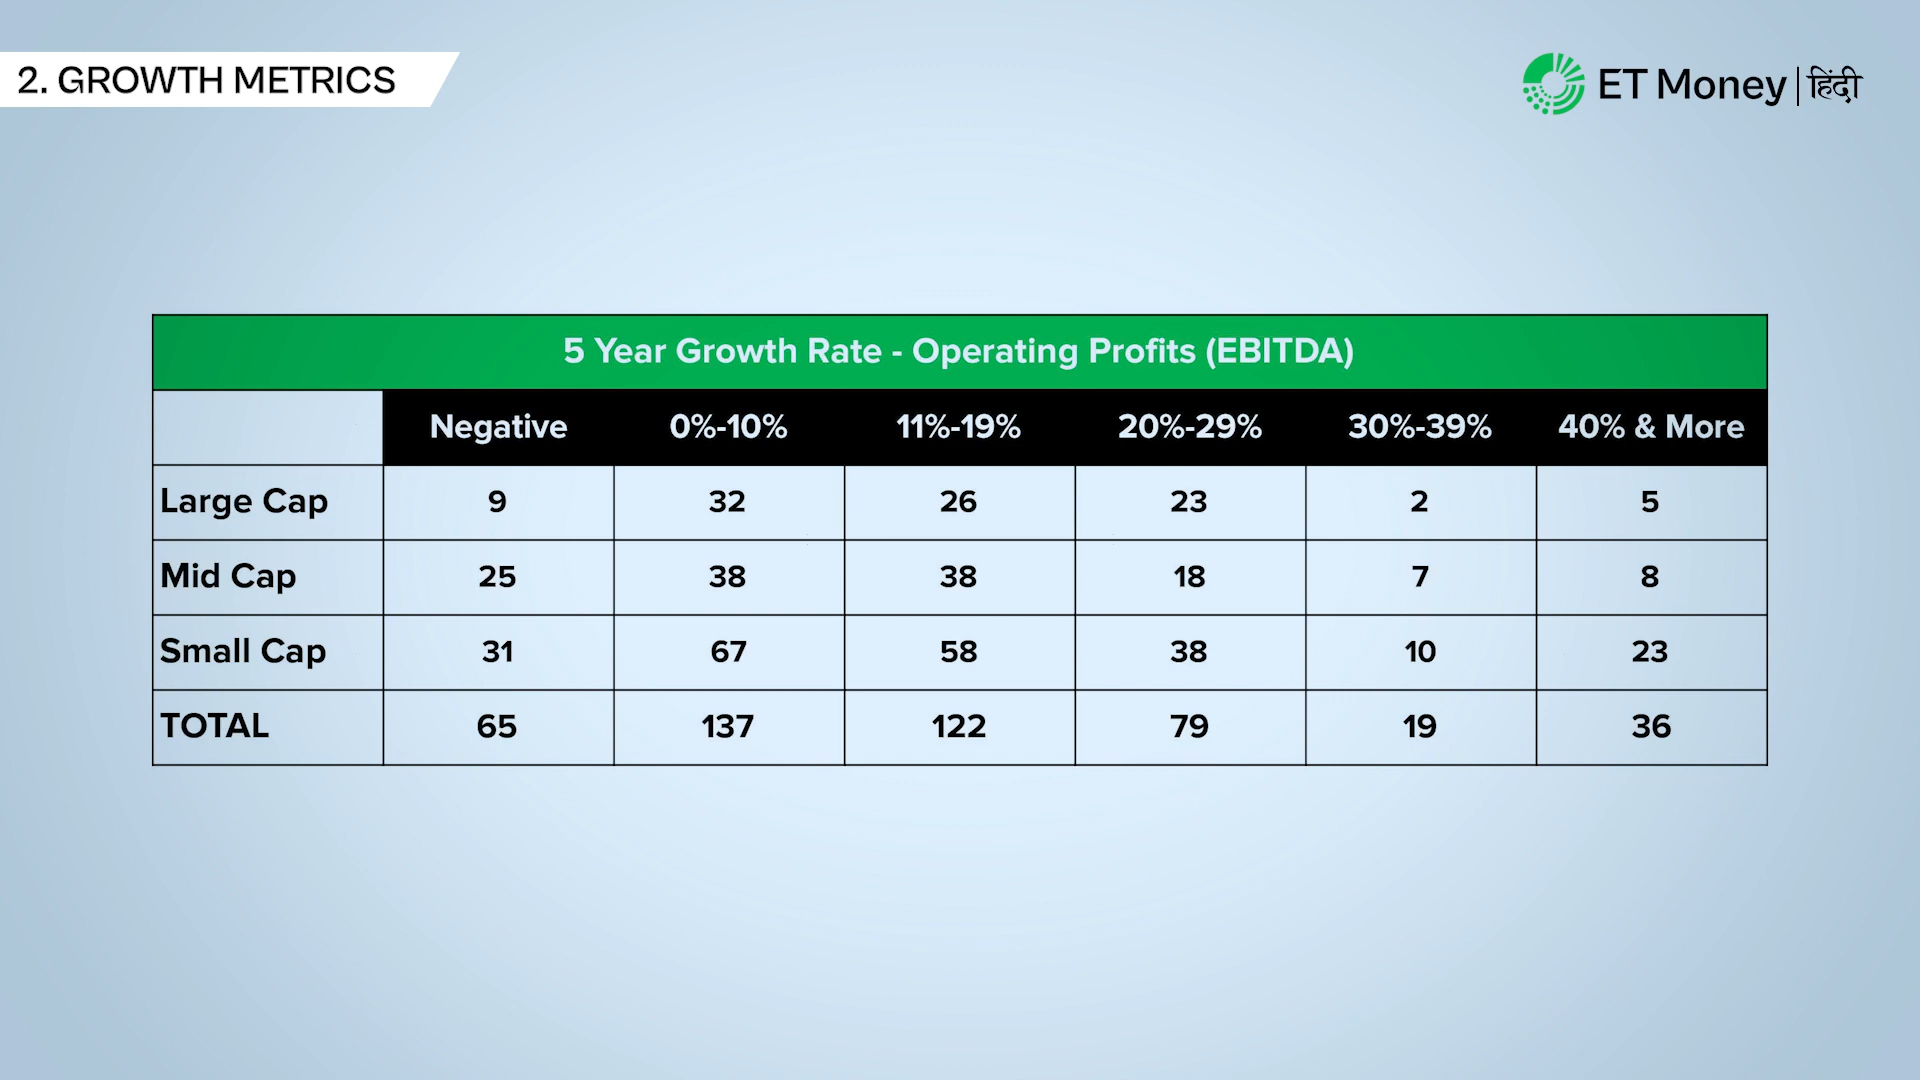 2. GROWTH METRICS
ET Money | हिंदी
5 Year Growth Rate - Operating Profits (EBITDA)
Negative 0%-10% 11%-19% 20%-29% 30%-39% 40% & More
Large Cap 9 32 26 23 2 5
Mid Cap 25 38 38 18 7 8
Small Cap 31 67 58 38 10 23
TOTAL 65 137 122 79 19 36